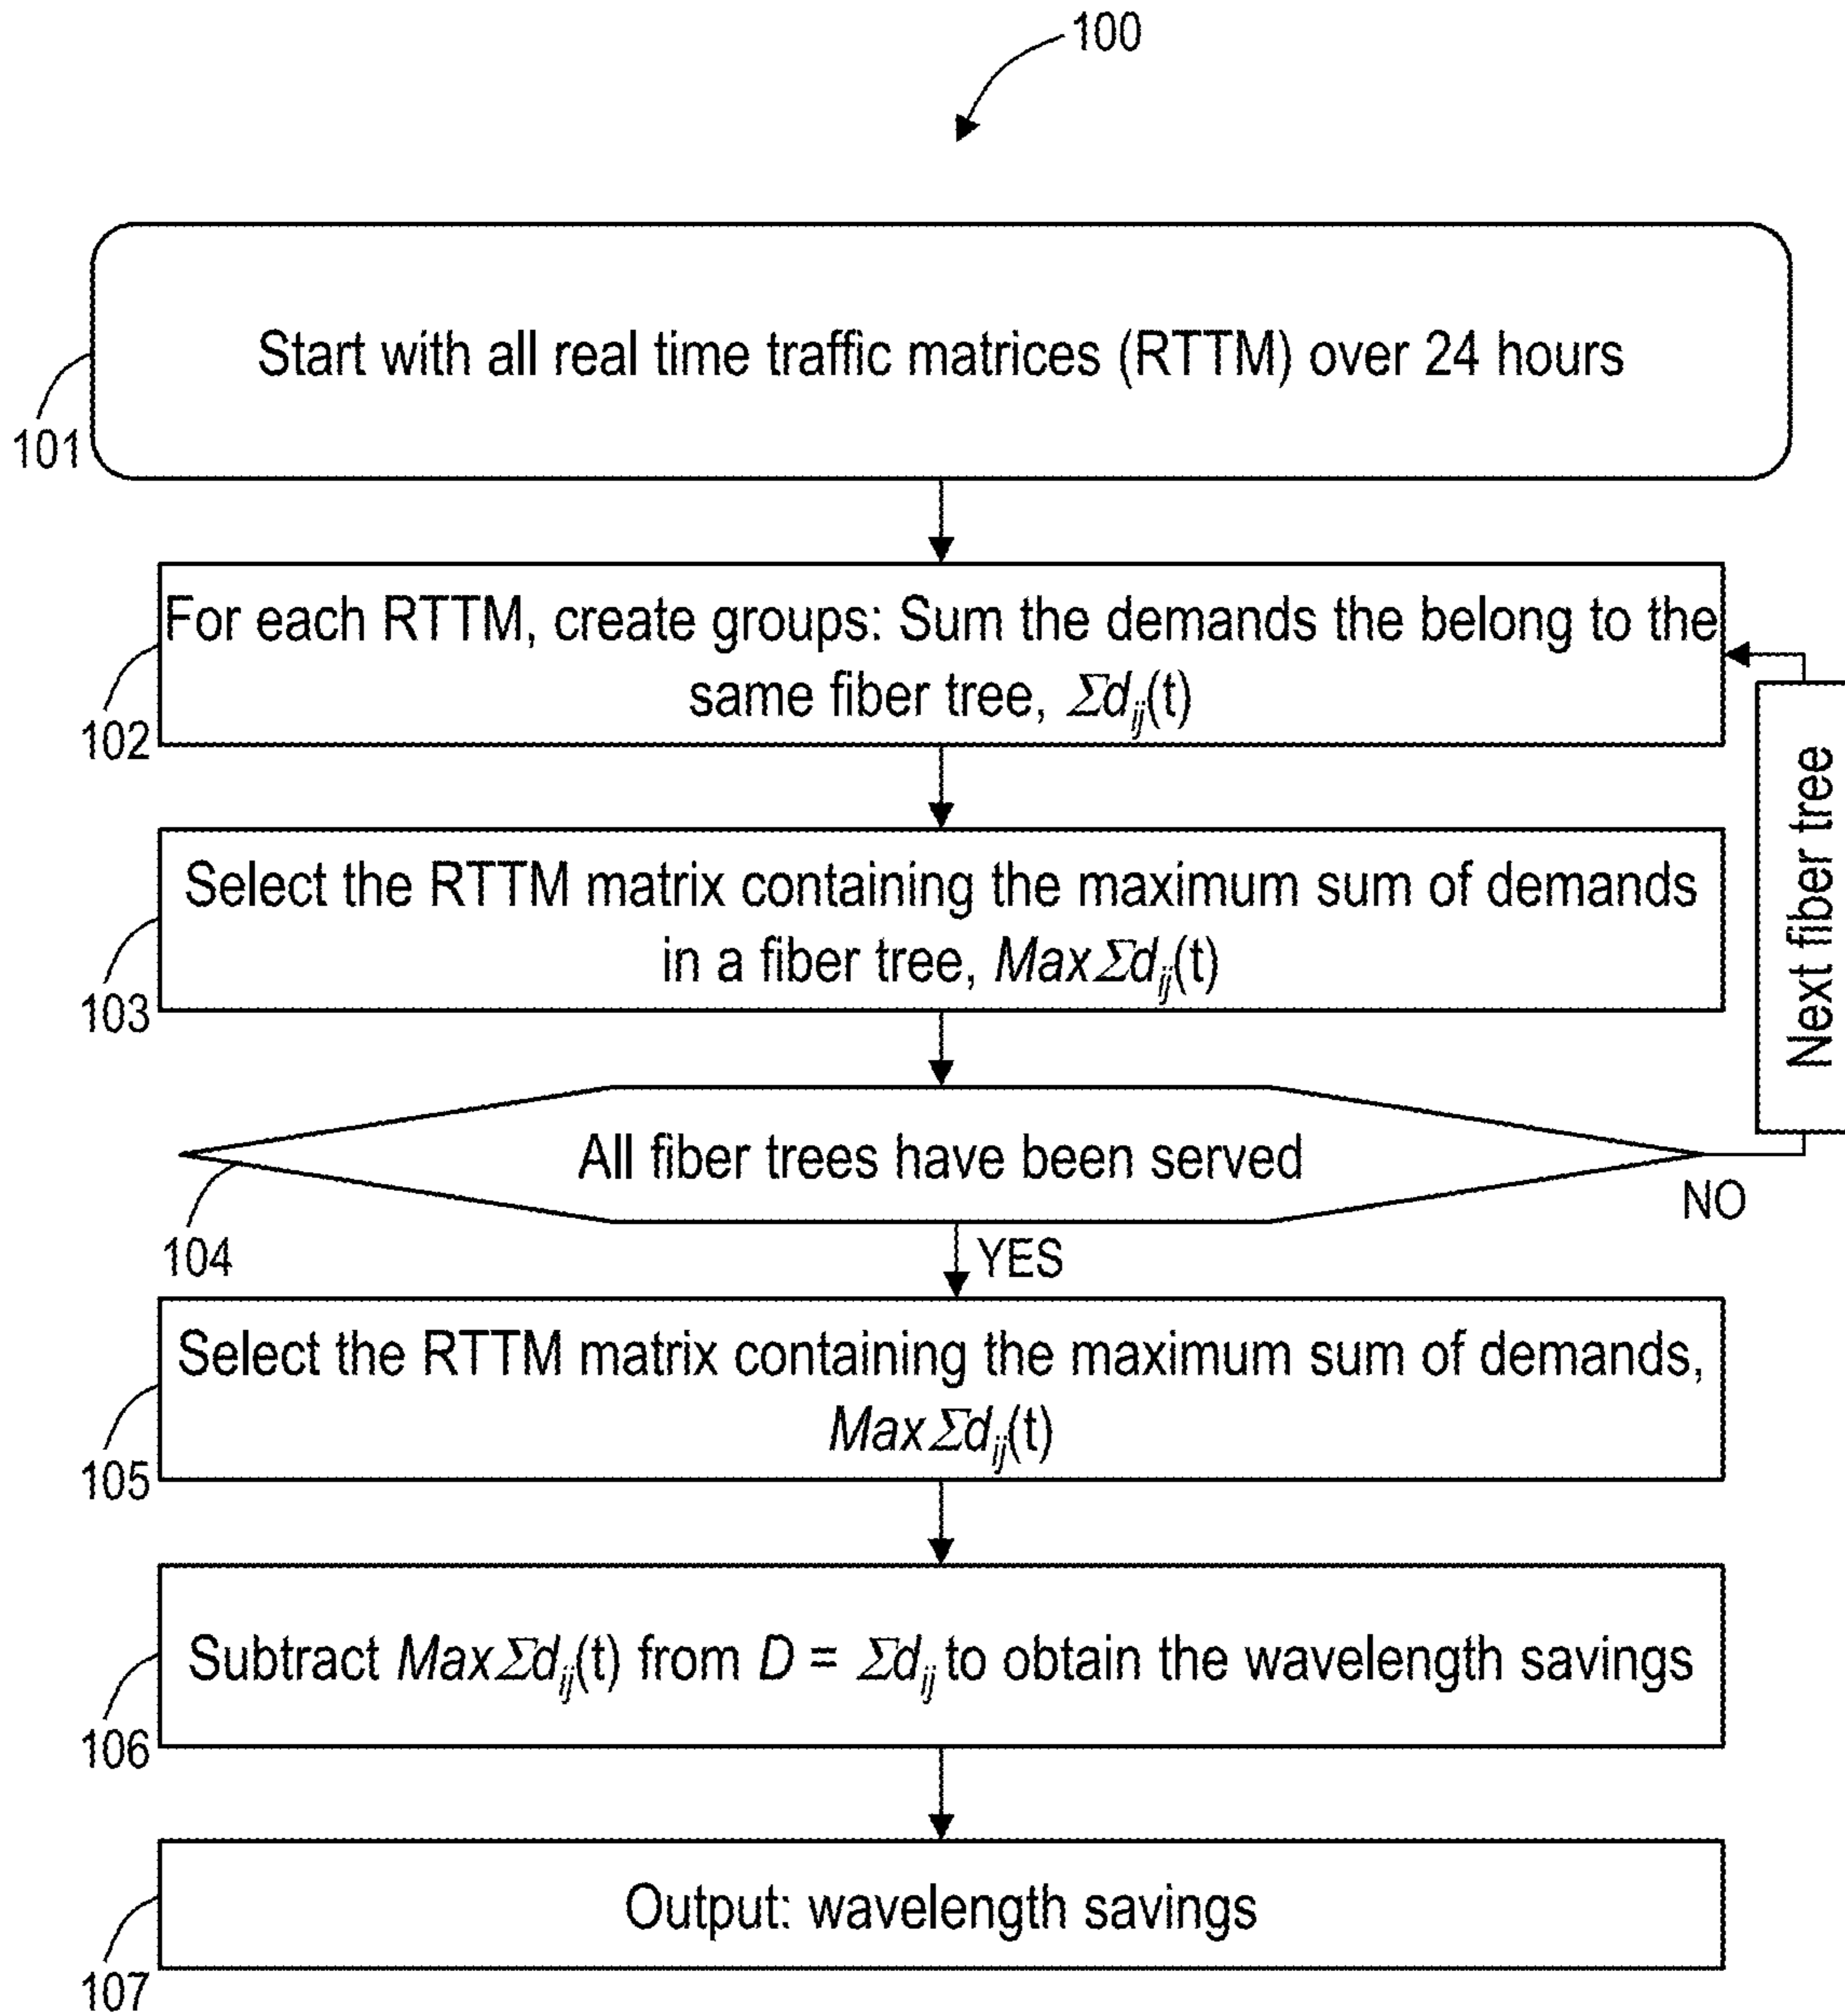 100
Start with all real time traffic matrices (RTTM) over 24 hours
101
For each RTTM, create groups: Sum the demands the belong to the
same fiber tree, Σdij(t)
102
Select the RTTM matrix containing the maximum sum of demands
in a fiber tree, MaxΣdij(t)
103
Next fiber tree
All fiber trees have been served
NO
104
YES
Select the RTTM matrix containing the maximum sum of demands,
MaxΣdij(t)
105
Subtract MaxΣdij(t) from D = Σdij to obtain the wavelength savings
106
Output: wavelength savings
107